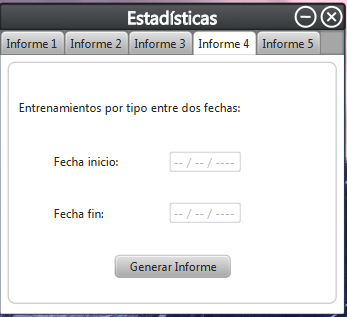 Estadísticas
Informe 1 Informe 2 Informe 3 Informe 4 Informe 5
Entrenamientos por tipo entre dos fechas:
Fecha inicio: -- / -- / ----
Fecha fin: -- / -- / ----
Generar Informe